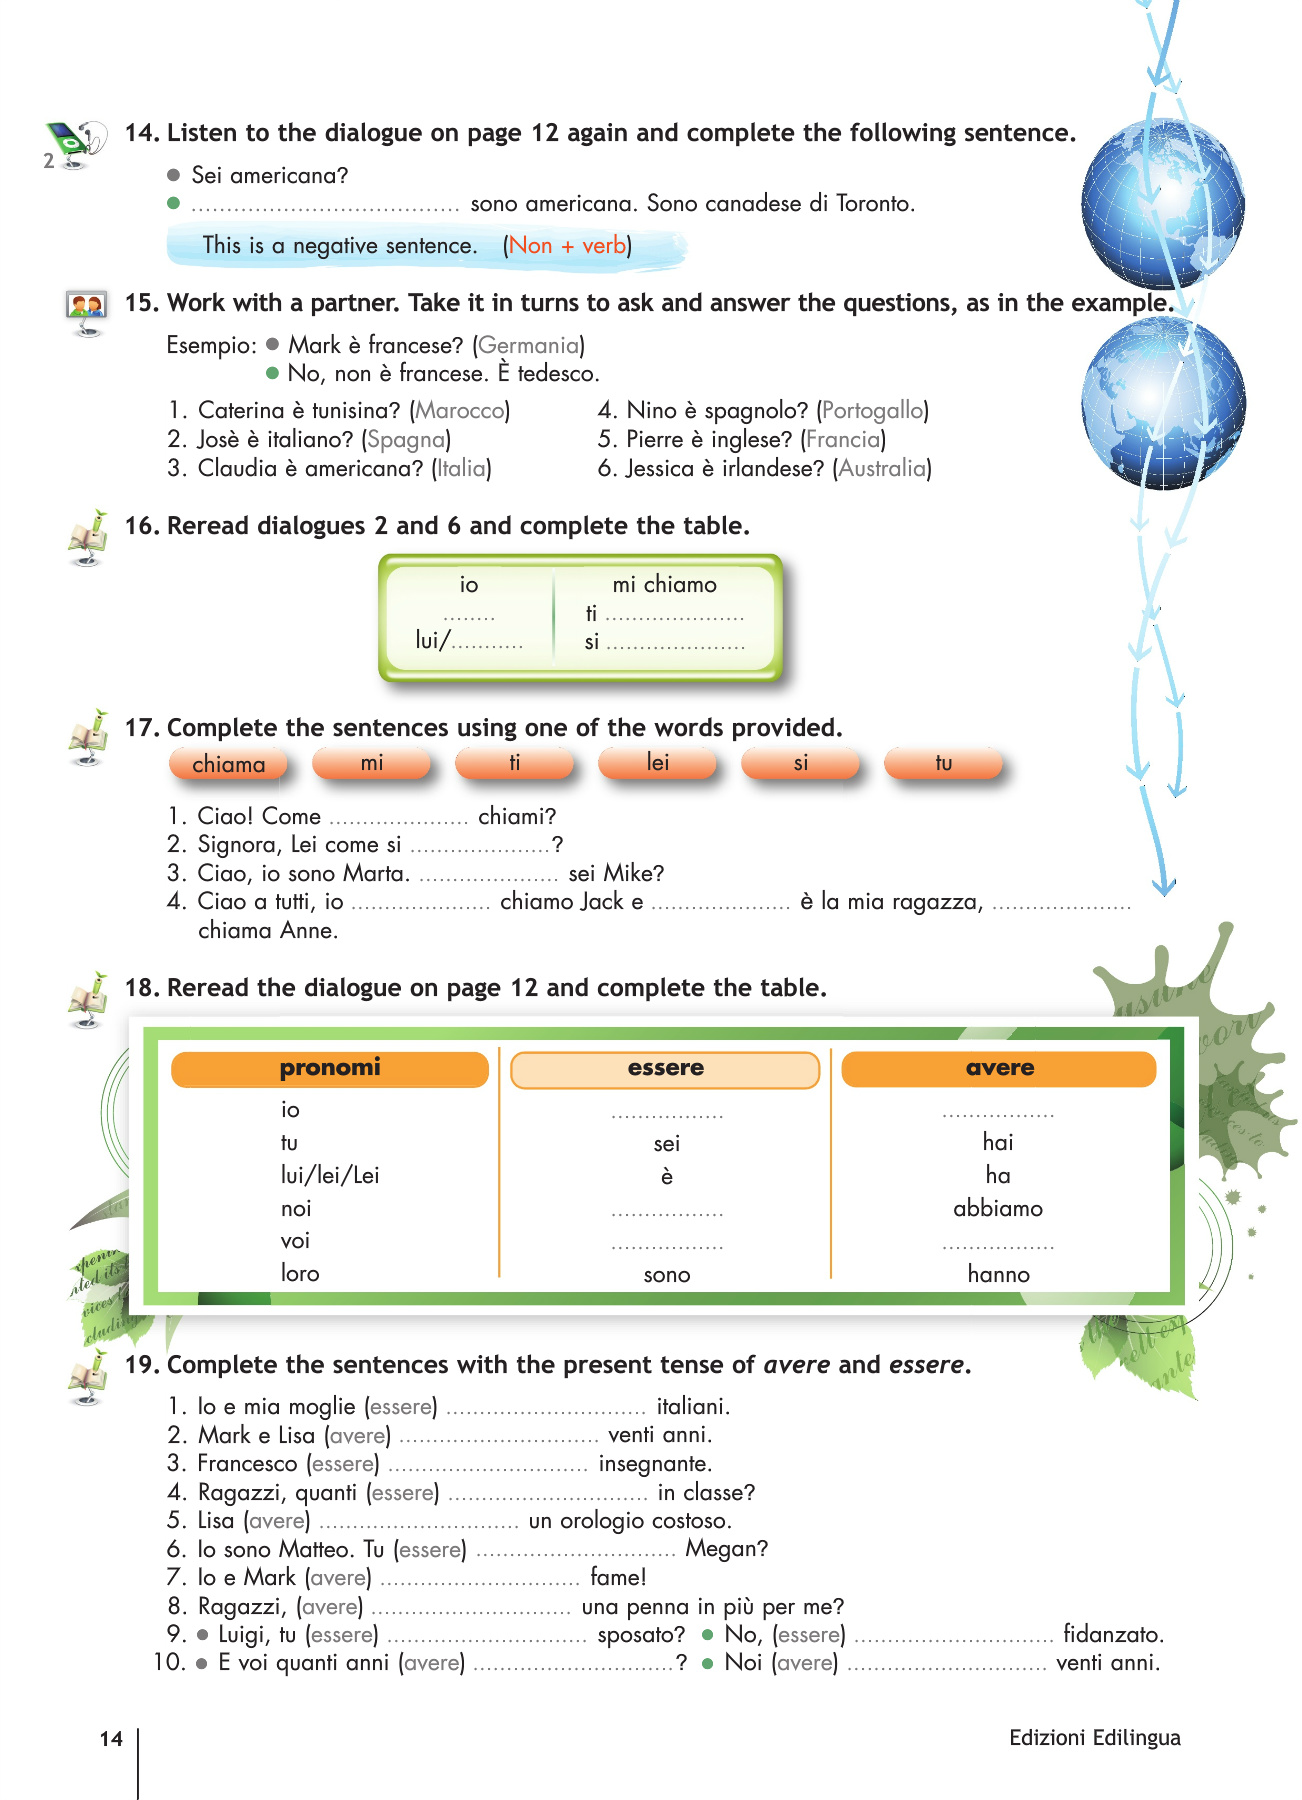 14. Listen to the dialogue on page 12 again and complete the following sentence.
2
● Sei americana?
● ........................................ sono americana. Sono canadese di Toronto.
This is a negative sentence. (Non + verb)
15. Work with a partner. Take it in turns to ask and answer the questions, as in the example.
Esempio: ● Mark è francese? (Germania)
● No, non è francese. È tedesco.
1. Caterina è tunisina? (Marocco)
2. Josè è italiano? (Spagna)
3. Claudia è americana? (Italia)
4. Nino è spagnolo? (Portogallo)
5. Pierre è inglese? (Francia)
6. Jessica è irlandese? (Australia)
16. Reread dialogues 2 and 6 and complete the table.
io mi chiamo
........ ti .....................
lui/........... si .....................
17. Complete the sentences using one of the words provided.
chiama mi ti lei si tu
1. Ciao! Come ..................... chiami?
2. Signora, Lei come si .....................?
3. Ciao, io sono Marta. ..................... sei Mike?
4. Ciao a tutti, io ..................... chiamo Jack e ..................... è la mia ragazza, .....................
chiama Anne.
18. Reread the dialogue on page 12 and complete the table.
pronomi essere avere
io ................. .................
tu sei hai
lui/lei/Lei è ha
noi ................. abbiamo
voi ................. .................
loro sono hanno
19. Complete the sentences with the present tense of avere and essere.
1. Io e mia moglie (essere) .............................. italiani.
2. Mark e Lisa (avere) .............................. venti anni.
3. Francesco (essere) .............................. insegnante.
4. Ragazzi, quanti (essere) .............................. in classe?
5. Lisa (avere) .............................. un orologio costoso.
6. Io sono Matteo. Tu (essere) .............................. Megan?
7. Io e Mark (avere) .............................. fame!
8. Ragazzi, (avere) .............................. una penna in più per me?
9. ● Luigi, tu (essere) .............................. sposato? ● No, (essere) .............................. fidanzato.
10. ● E voi quanti anni (avere) ..............................? ● Noi (avere) .............................. venti anni.
14
Edizioni Edilingua